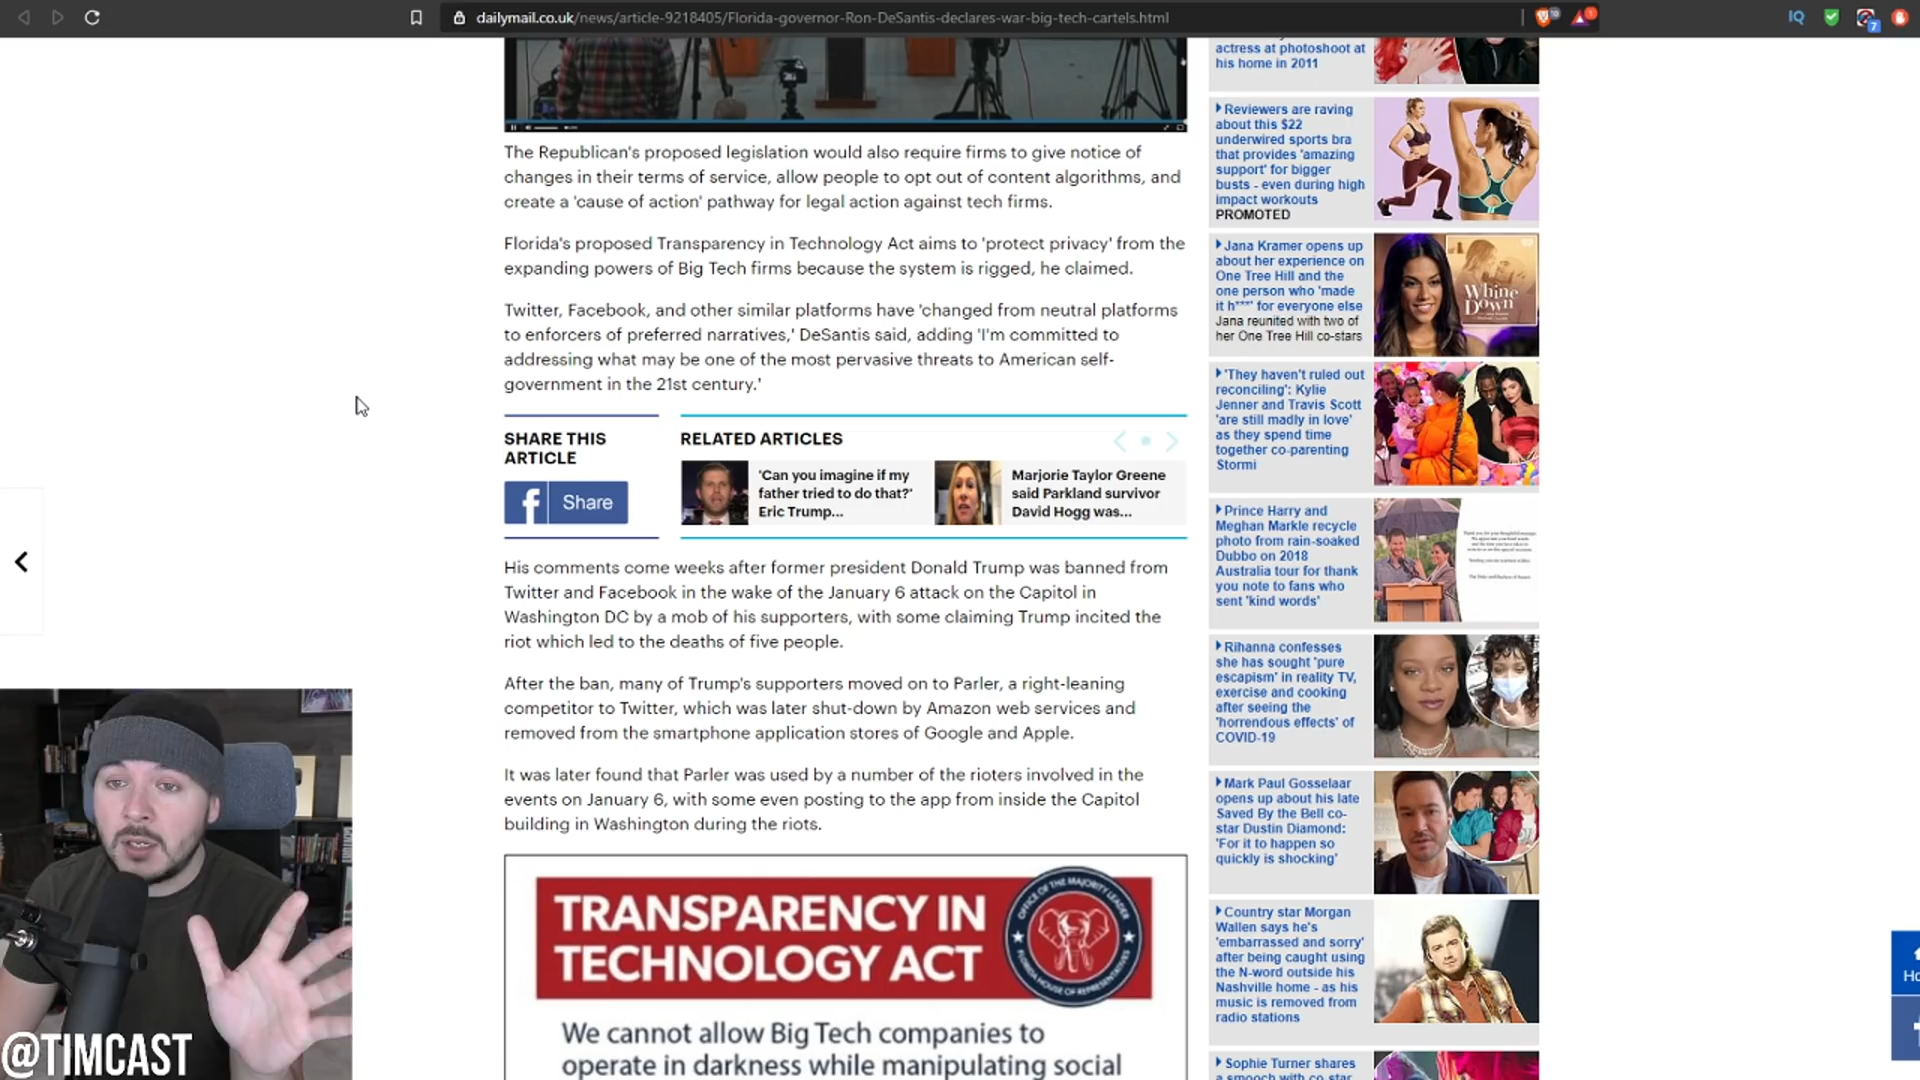 dailymail.co.uk/news/article-9218405/Florida-governor-Ron-DeSantis-declares-war-big-tech-cartels.html
IQ
7
The Republican's proposed legislation would also require firms to give notice of
changes in their terms of service, allow people to opt out of content algorithms, and
create a 'cause of action' pathway for legal action against tech firms.
Florida's proposed Transparency in Technology Act aims to 'protect privacy' from the
expanding powers of Big Tech firms because the system is rigged, he claimed.
Twitter, Facebook, and other similar platforms have 'changed from neutral platforms
to enforcers of preferred narratives,' DeSantis said, adding 'I'm committed to
addressing what may be one of the most pervasive threats to American self-
government in the 21st century.'
SHARE THIS
ARTICLE
f Share
RELATED ARTICLES
'Can you imagine if my
father tried to do that?'
Eric Trump...
Marjorie Taylor Greene
said Parkland survivor
David Hogg was...
His comments come weeks after former president Donald Trump was banned from
Twitter and Facebook in the wake of the January 6 attack on the Capitol in
Washington DC by a mob of his supporters, with some claiming Trump incited the
riot which led to the deaths of five people.
After the ban, many of Trump's supporters moved on to Parler, a right-leaning
competitor to Twitter, which was later shut-down by Amazon web services and
removed from the smartphone application stores of Google and Apple.
It was later found that Parler was used by a number of the rioters involved in the
events on January 6, with some even posting to the app from inside the Capitol
building in Washington during the riots.
TRANSPARENCY IN
TECHNOLOGY ACT
OFFICE OF THE MAJORITY LEADER
FLORIDA HOUSE OF REPRESENTATIVES
We cannot allow Big Tech companies to
operate in darkness while manipulating social
actress at photoshoot at
his home in 2011
Reviewers are raving
about this $22
underwired sports bra
that provides 'amazing
support' for bigger
busts - even during high
impact workouts
PROMOTED
Jana Kramer opens up
about her experience on
One Tree Hill and the
one person who 'made
it h***' for everyone else
Jana reunited with two of
her One Tree Hill co-stars
Whine
Down
'They haven't ruled out
reconciling': Kylie
Jenner and Travis Scott
'are still madly in love'
as they spend time
together co-parenting
Stormi
Prince Harry and
Meghan Markle recycle
photo from rain-soaked
Dubbo on 2018
Australia tour for thank
you note to fans who
sent 'kind words'
Rihanna confesses
she has sought 'pure
escapism' in reality TV,
exercise and cooking
after seeing the
'horrendous effects' of
COVID-19
Mark Paul Gosselaar
opens up about his late
Saved By the Bell co-
star Dustin Diamond:
'For it to happen so
quickly is shocking'
Country star Morgan
Wallen says he's
'embarrassed and sorry'
after being caught using
the N-word outside his
Nashville home - as his
music is removed from
radio stations
Sophie Turner shares
a smooch with co-star
@TIMCAST